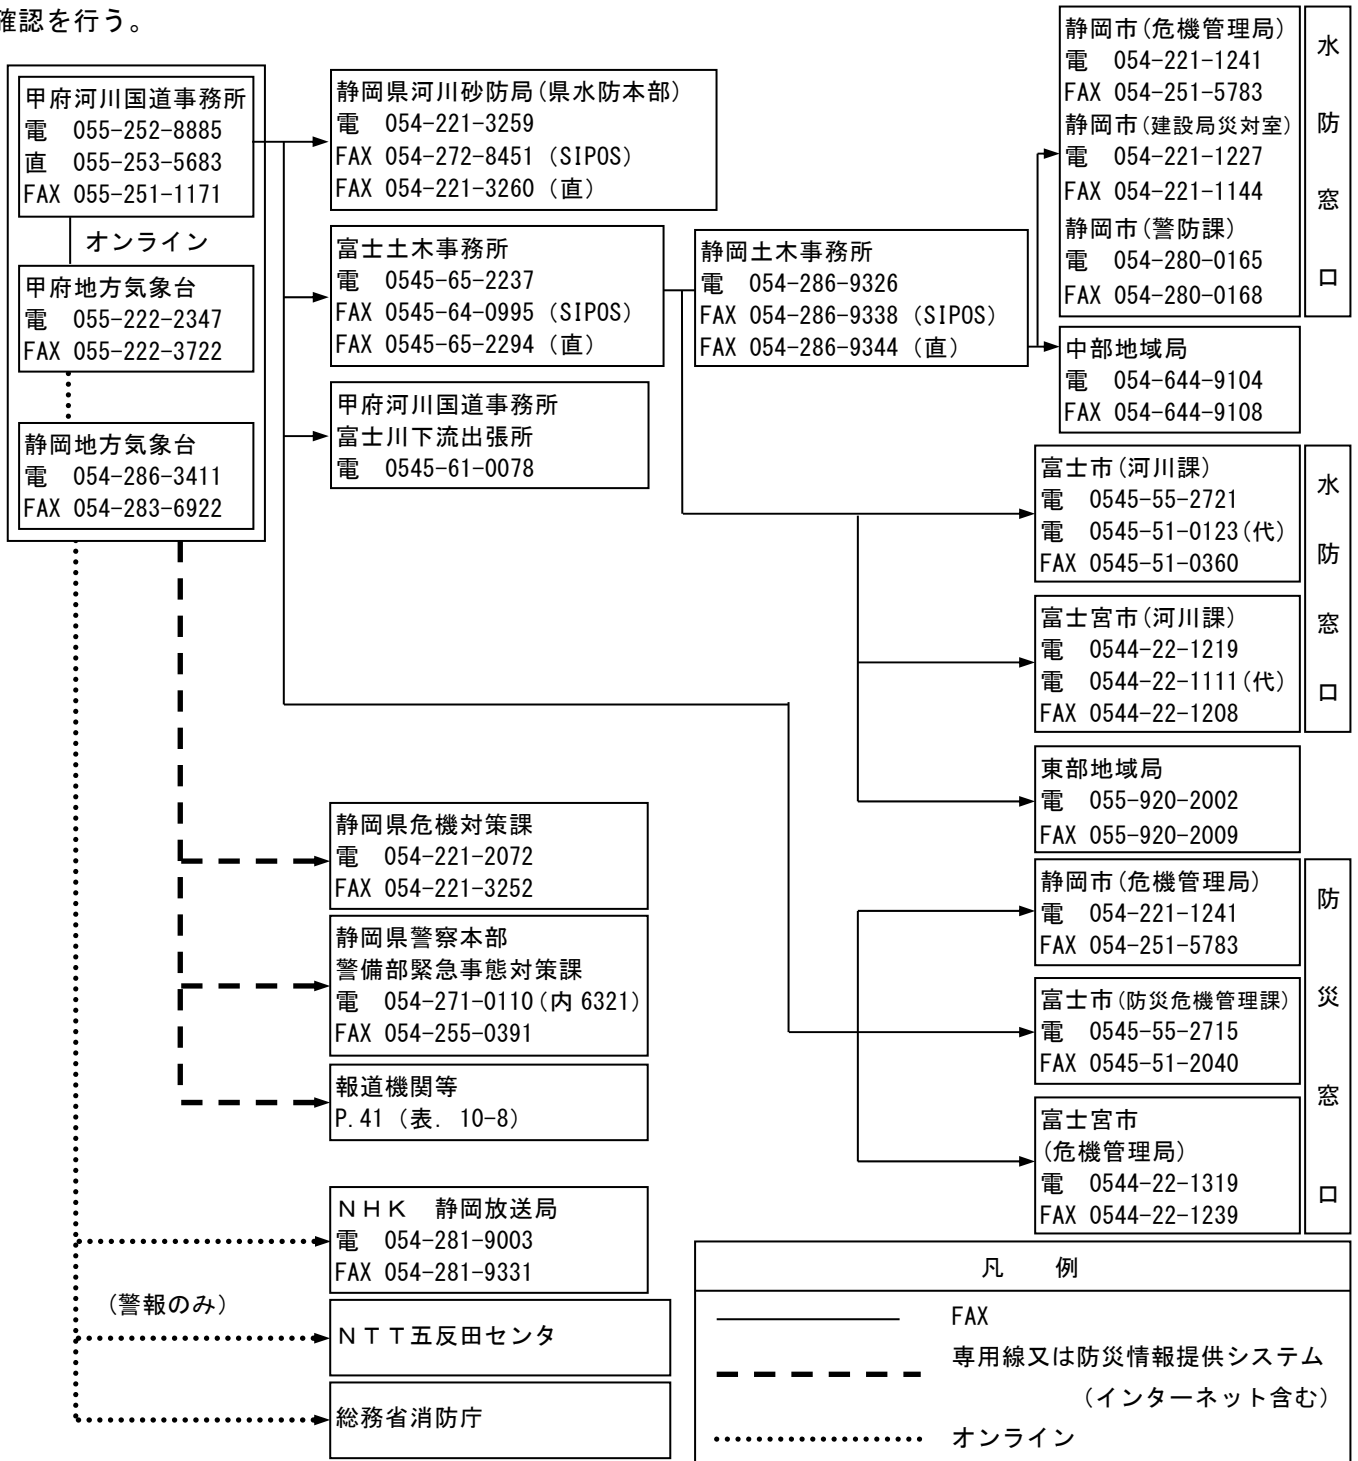 確認を行う。
甲府河川国道事務所
電 055-252-8885
直 055-253-5683
FAX 055-251-1171
オンライン
甲府地方気象台
電 055-222-2347
FAX 055-222-3722
静岡地方気象台
電 054-286-3411
FAX 054-283-6922
静岡県河川砂防局(県水防本部)
電 054-221-3259
FAX 054-272-8451 (SIPOS)
FAX 054-221-3260 (直)
富士土木事務所
電 0545-65-2237
FAX 0545-64-0995 (SIPOS)
FAX 0545-65-2294 (直)
甲府河川国道事務所
富士川下流出張所
電 0545-61-0078
静岡土木事務所
電 054-286-9326
FAX 054-286-9338 (SIPOS)
FAX 054-286-9344 (直)
静岡市(危機管理局)
電 054-221-1241
FAX 054-251-5783
静岡市(建設局災対室)
電 054-221-1227
FAX 054-221-1144
静岡市(警防課)
電 054-280-0165
FAX 054-280-0168
水防窓口
中部地域局
電 054-644-9104
FAX 054-644-9108
富士市(河川課)
電 0545-55-2721
電 0545-51-0123(代)
FAX 0545-51-0360
富士宮市(河川課)
電 0544-22-1219
電 0544-22-1111(代)
FAX 0544-22-1208
水防窓口
東部地域局
電 055-920-2002
FAX 055-920-2009
静岡市(危機管理局)
電 054-221-1241
FAX 054-251-5783
富士市(防災危機管理課)
電 0545-55-2715
FAX 0545-51-2040
富士宮市
(危機管理局)
電 0544-22-1319
FAX 0544-22-1239
防災窓口
静岡県危機対策課
電 054-221-2072
FAX 054-221-3252
静岡県警察本部
警備部緊急事態対策課
電 054-271-0110(内 6321)
FAX 054-255-0391
報道機関等
P.41 (表. 10-8)
NHK 静岡放送局
電 054-281-9003
FAX 054-281-9331
(警報のみ)
NTT五反田センタ
総務省消防庁
凡 例
FAX
専用線又は防災情報提供システム
(インターネット含む)
オンライン